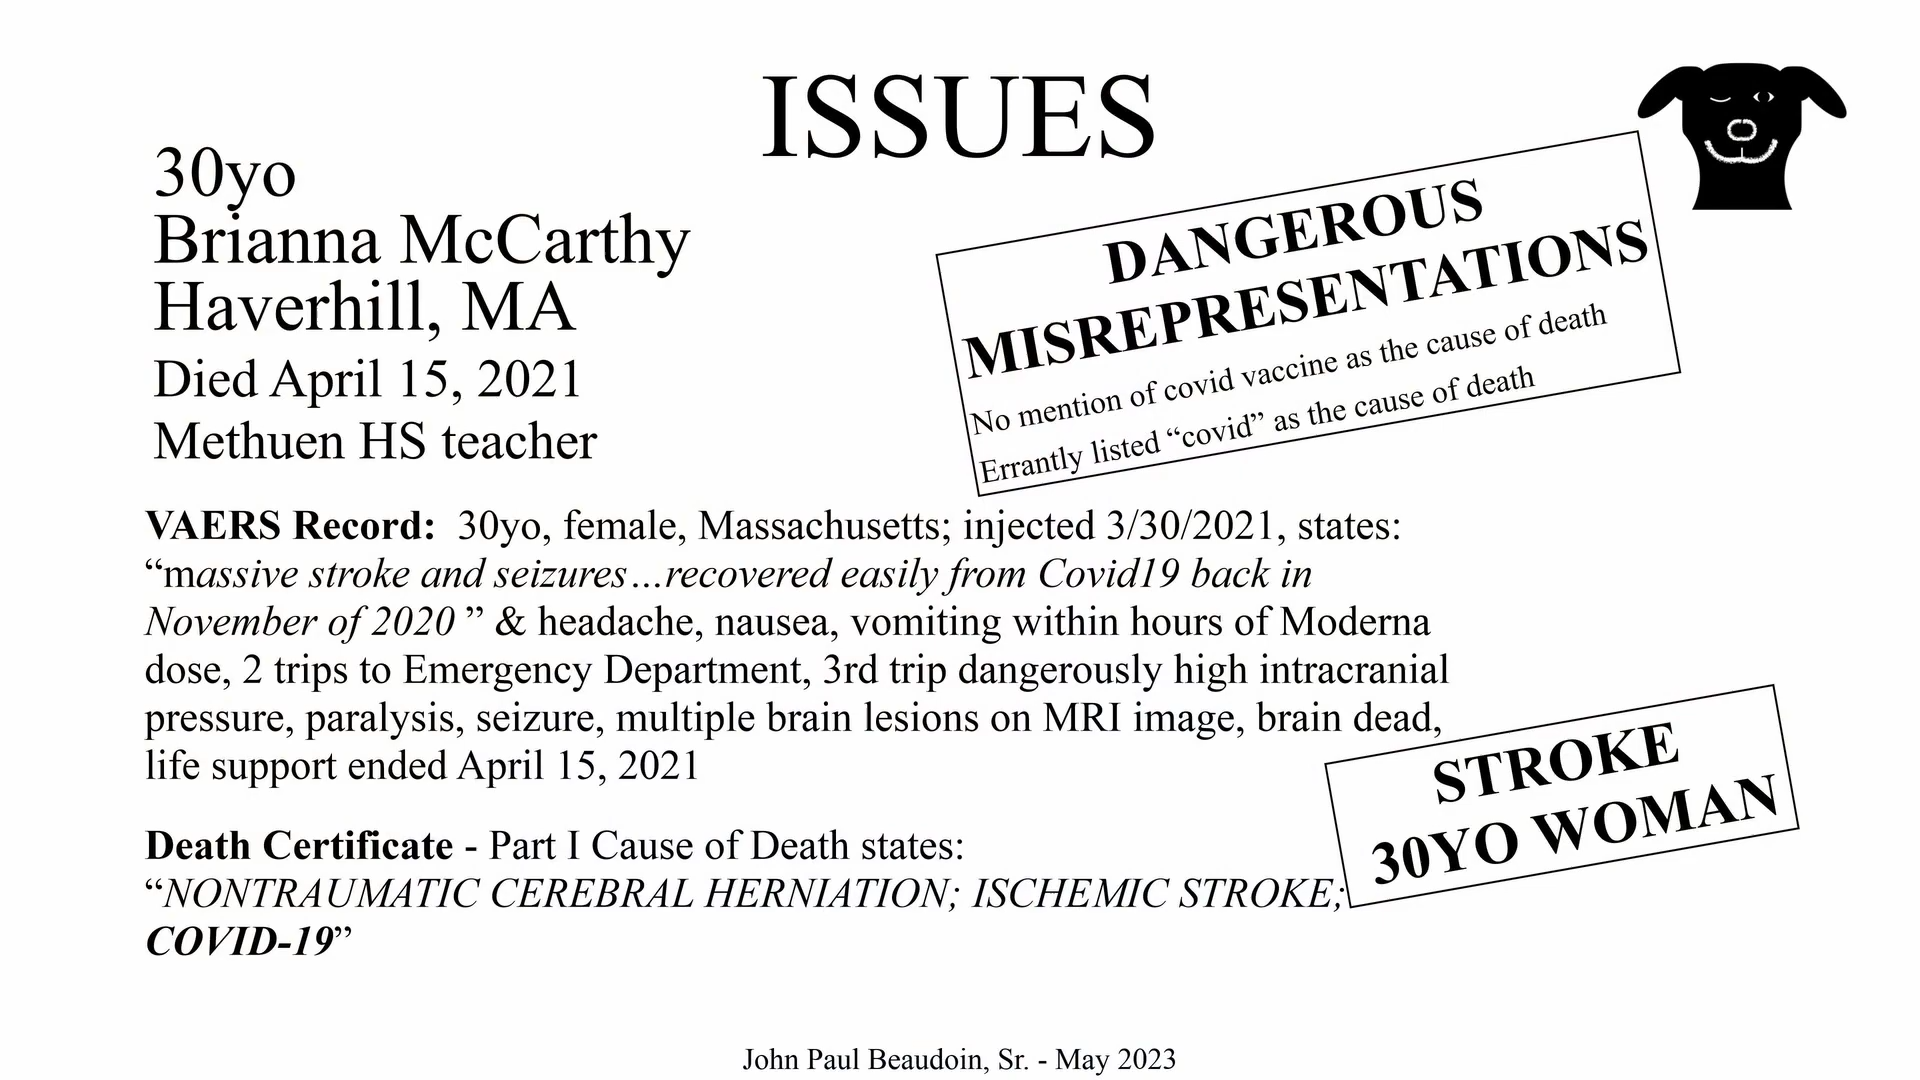 ISSUES
30yo
Brianna McCarthy
Haverhill, MA
Died April 15, 2021
Methuen HS teacher
DANGEROUS
MISREPRESENTATIONS
No mention of covid vaccine as the cause of death
Errantly listed “covid” as the cause of death
VAERS Record:  30yo, female, Massachusetts; injected 3/30/2021, states:
“massive stroke and seizures…recovered easily from Covid19 back in
November of 2020 ” & headache, nausea, vomiting within hours of Moderna
dose, 2 trips to Emergency Department, 3rd trip dangerously high intracranial
pressure, paralysis, seizure, multiple brain lesions on MRI image, brain dead,
life support ended April 15, 2021
STROKE
30YO WOMAN
Death Certificate - Part I Cause of Death states:
“NONTRAUMATIC CEREBRAL HERNIATION; ISCHEMIC STROKE;
COVID-19”
John Paul Beaudoin, Sr. - May 2023